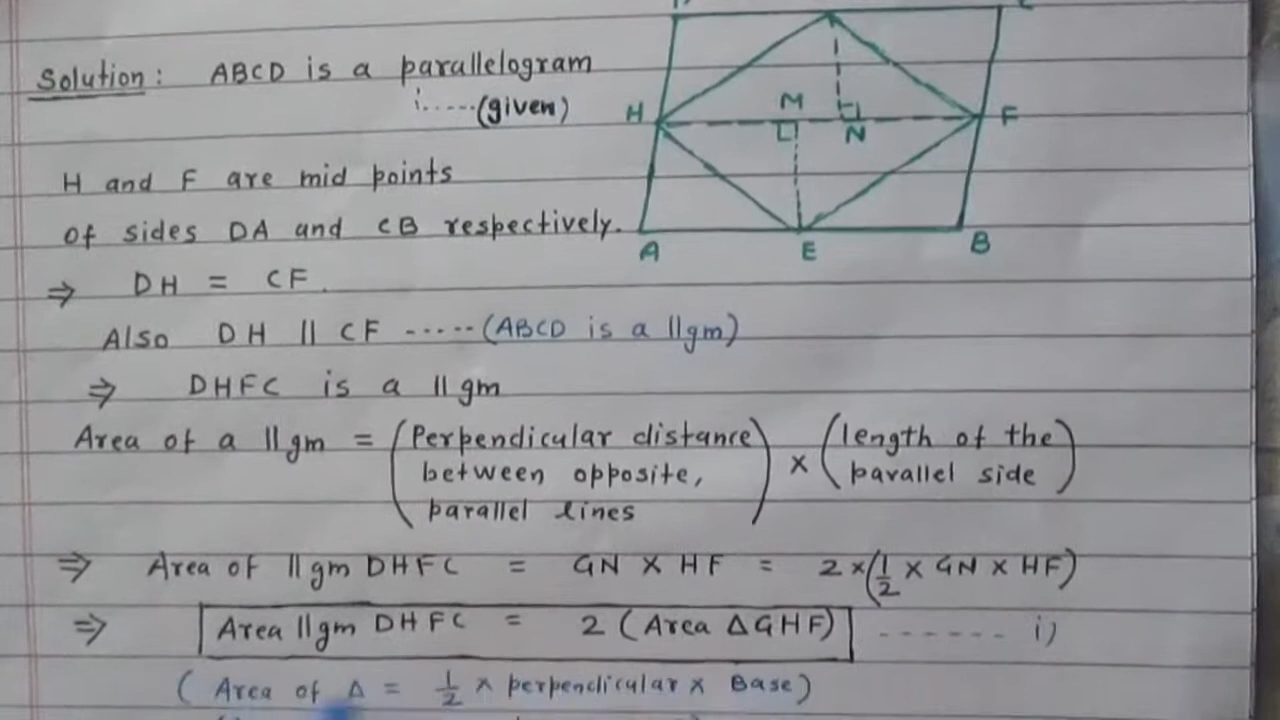 Solution: ABCD is a parallelogram
.....(given)
H and F are mid points
of sides DA and CB respectively.
⇒ DH = CF.
Also DH || CF .....(ABCD is a ||gm)
⇒ DHFC is a ||gm
Area of a ||gm = (Perpendicular distance between opposite, parallel lines) × (length of the parallel side)
⇒ Area of ||gm DHFC = GN × HF = 2×(1/2 × GN × HF)
⇒ Area ||gm DHFC = 2 (Area ΔGHF) ....... i)
(Area of Δ = 1/2 × perpendicular × Base)
H
M
N
F
A
E
B